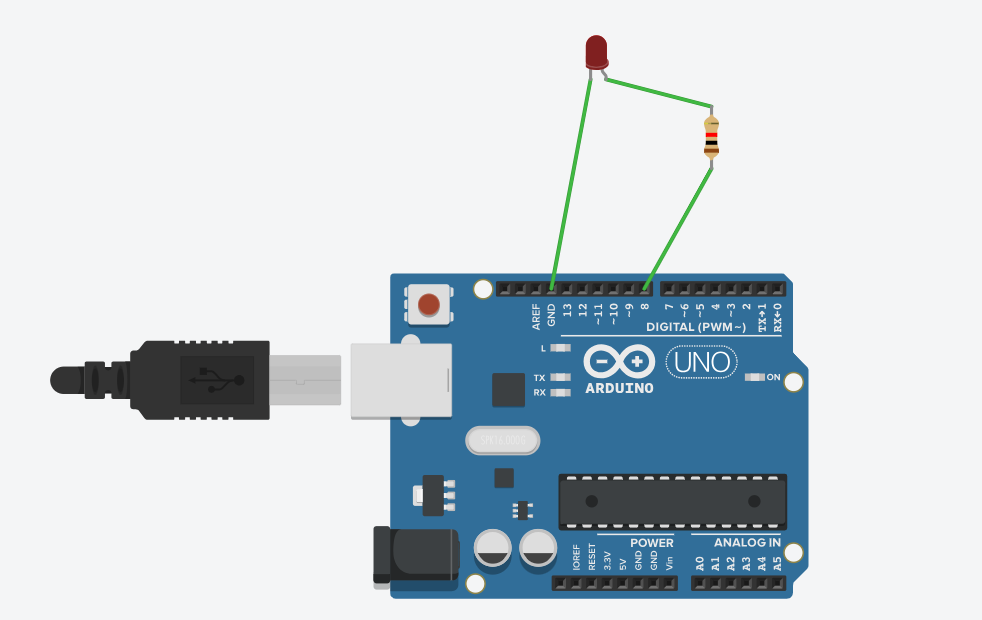 AREF
GND
13
12
~11
~10
~9
8
7
~6
~5
4
~3
2
TX→1
RX←0
DIGITAL (PWM~)
L
TX
RX
ARDUINO
UNO
ON
POWER
ANALOG IN
IOREF
RESET
3.3V
5V
GND
GND
Vin
A0
A1
A2
A3
A4
A5